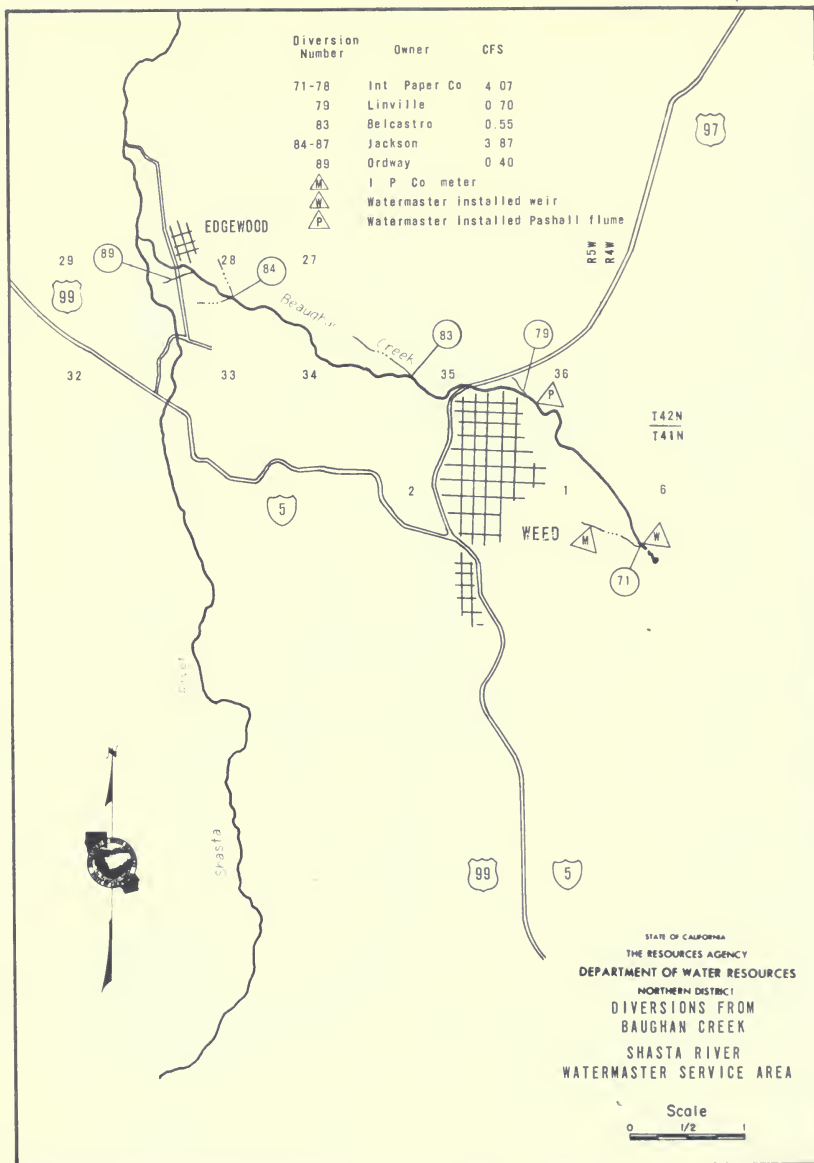 Diversion Number Owner CFS
71-78 Int Paper Co 4 07
79 Linville 0 70
83 Belcastro 0.55
84-87 Jackson 3 87
89 Ordway 0 40
M I P Co meter
W Watermaster installed weir
P Watermaster Installed Pashall flume
97
EDGEWOOD
R5W
R4W
29
89
28
27
84
99
Beaughan
Creek
83
79
32
33
34
35
36
P
T42N
T41N
2
1
6
5
WEED
M
W
71
River
Shasta
N
99
5
STATE OF CALIFORNIA
THE RESOURCES AGENCY
DEPARTMENT OF WATER RESOURCES
NORTHERN DISTRICT
DIVERSIONS FROM
BAUGHAN CREEK
SHASTA RIVER
WATERMASTER SERVICE AREA
Scale
0 1/2 1